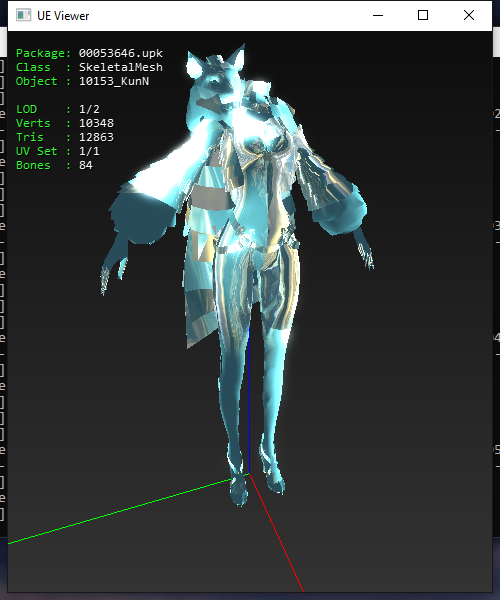 UE Viewer
Package: 00053646.upk
Class : SkeletalMesh
Object : 10153_KunN
LOD : 1/2
Verts : 10348
Tris : 12863
UV Set : 1/1
Bones : 84